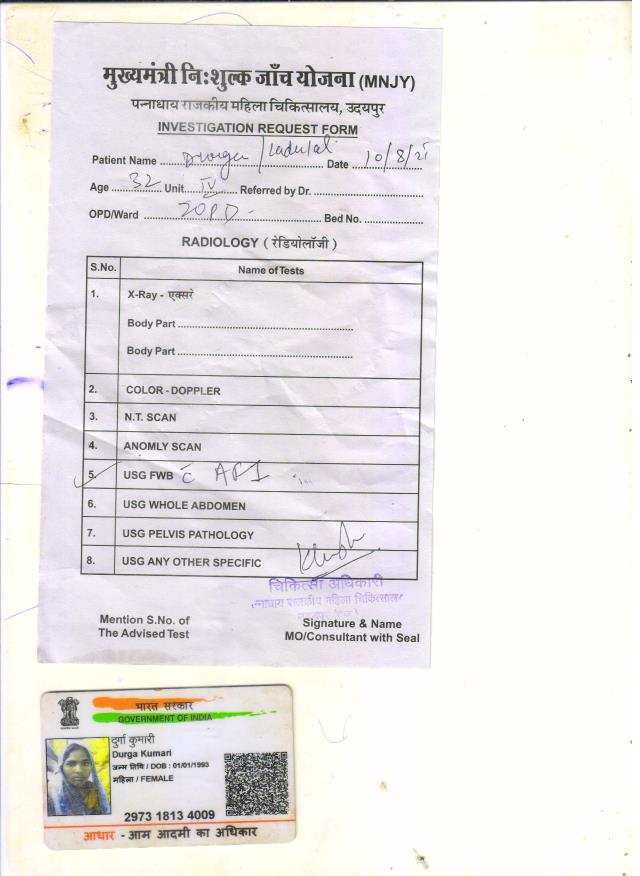 मुख्यमंत्री निःशुल्क जाँच योजना (MNJY)
पन्नाधाय राजकीय महिला चिकित्सालय, उदयपुर
INVESTIGATION REQUEST FORM
Patient Name Durga / Ladulal Date 10/8/21
Age 32 Unit IV Referred by Dr.
OPD/Ward OPD Bed No.
RADIOLOGY ( रेडियोलॉजी )
S.No. Name of Tests
1. X-Ray - एक्सरे
Body Part
Body Part
2. COLOR - DOPPLER
3. N.T. SCAN
4. ANOMLY SCAN
5. USG FWB c̄ AFI
6. USG WHOLE ABDOMEN
7. USG PELVIS PATHOLOGY
8. USG ANY OTHER SPECIFIC
चिकित्सा अधिकारी
पन्नाधाय राजकीय महिला चिकित्सालय
Mention S.No. of
The Advised Test
Signature & Name
MO/Consultant with Seal
भारत सरकार
GOVERNMENT OF INDIA
दुर्गा कुमारी
Durga Kumari
जन्म तिथि / DOB : 01/01/1993
महिला / FEMALE
2973 1813 4009
आधार - आम आदमी का अधिकार